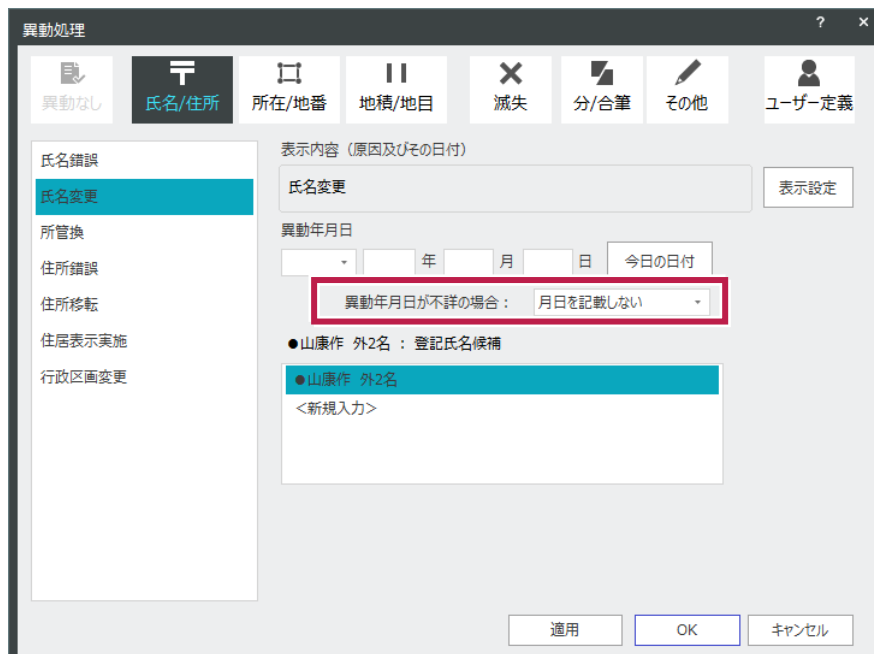 異動処理 ? ×
異動なし 氏名/住所 所在/地番 地積/地目 滅失 分/合筆 その他 ユーザー定義
氏名錯誤
氏名変更
所管換
住所錯誤
住所移転
住居表示実施
行政区画変更
表示内容（原因及びその日付）
氏名変更 表示設定
異動年月日
年 月 日 今日の日付
異動年月日が不詳の場合： 月日を記載しない
●山康作 外2名 ： 登記氏名候補
●山康作 外2名
＜新規入力＞
適用 OK キャンセル